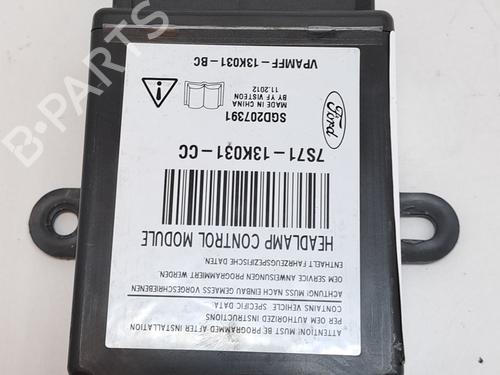 ATTENTION! MUST BE PROGRAMMED AFTER INSTALLATION
PER OEM AUTHORIZED INSTRUCTIONS
CONTAINS VEHICLE SPECIFIC DATA.
ACHTUNG! MUSS NACH EINBAU GEMAESS VORGESCHRIEBENEN
OEM SERVICE ANWEISUNGEN PROGRAMMIERT WERDEN
ENTHAELT FAHRZEUGSPEZIFISCHE DATEN.
HEADLAMP CONTROL MODULE
7S71-13K031-CC
Ford
SGD207391
MADE IN CHINA
BY YF VISTEON
11.2012
VPAMFF-13K031-BC
B-PARTS